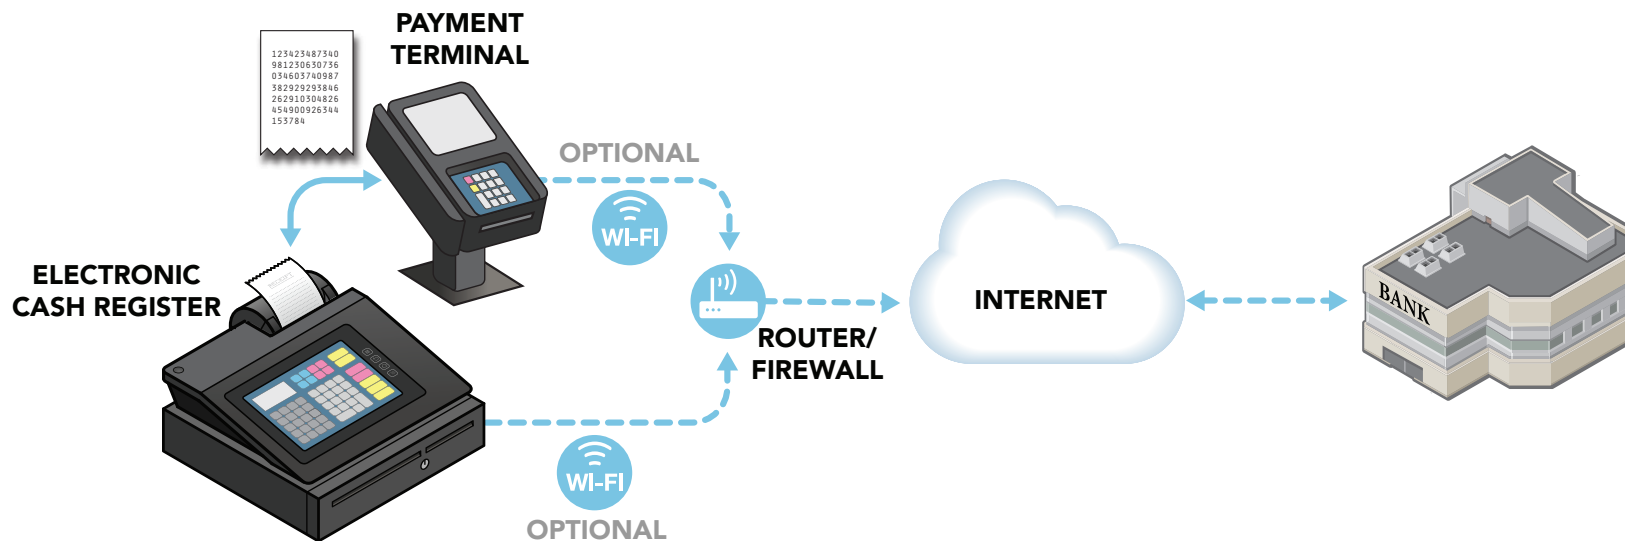 PAYMENT
TERMINAL
123423487340
981230630736
034603740987
382929293846
262910304826
454900926344
153784
OPTIONAL
WI-FI
ELECTRONIC
CASH REGISTER
INTERNET
BANK
ROUTER/
FIREWALL
WI-FI
OPTIONAL